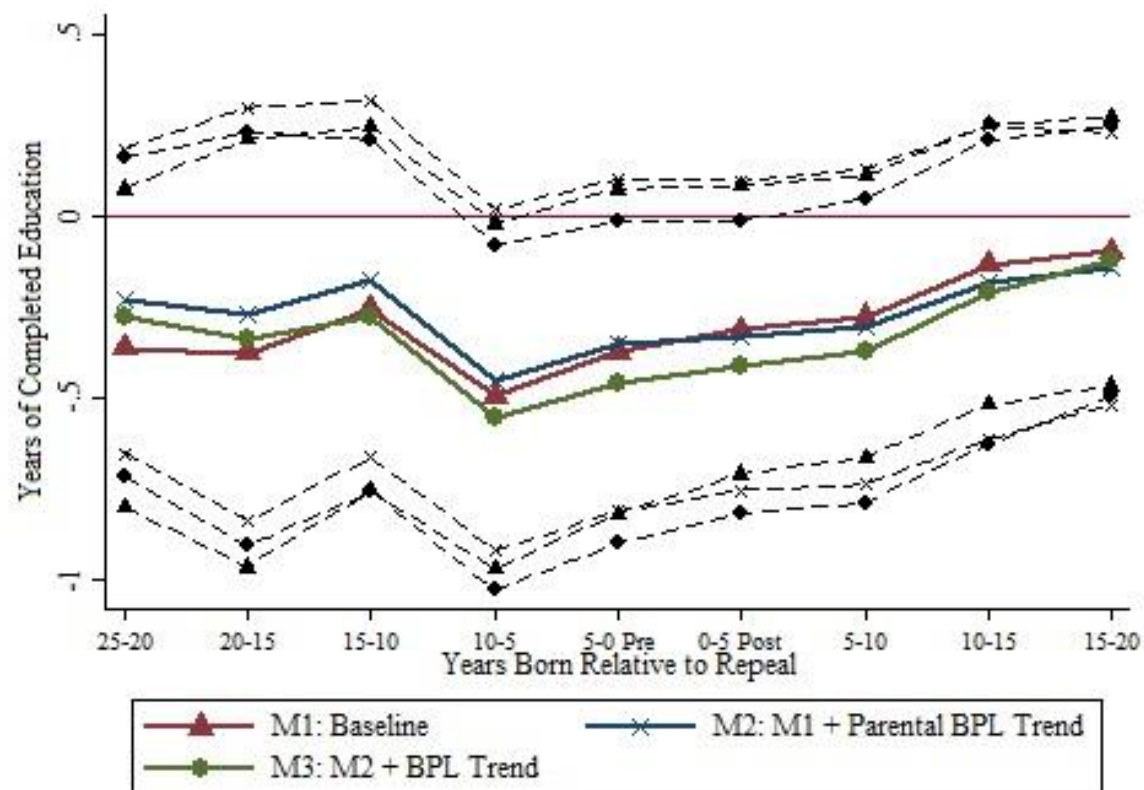 .5
0
-.5
-1
Years of Completed Education
25-20 20-15 15-10 10-5 5-0 Pre 0-5 Post 5-10 10-15 15-20
Years Born Relative to Repeal
M1: Baseline M2: M1 + Parental BPL Trend
M3: M2 + BPL Trend